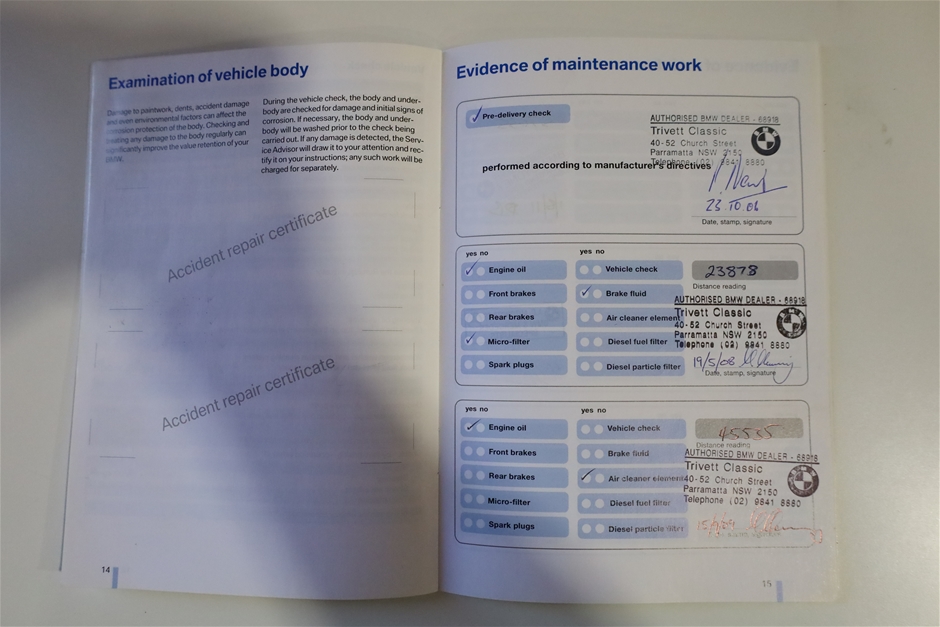 Examination of vehicle body
Damage to paintwork, dents, accident damage
and even environmental factors can affect the
corrosion protection of the body. Checking and
treating any damage to the body regularly can
significantly improve the value retention of your
BMW.
During the vehicle check, the body and under-
body are checked for damage and initial signs of
corrosion. If necessary, the body and under-
body will be washed prior to the check being
carried out. If any damage is detected, the Serv-
ice Advisor will draw it to your attention and rec-
tify it on your instructions; any such work will be
charged for separately.
Accident repair certificate
Accident repair certificate
14
Evidence of maintenance work
Pre-delivery check
performed according to manufacturer's directives
AUTHORISED BMW DEALER - 68918
Trivett Classic
40-52 Church Street
Parramatta NSW 2150
Telephone (02) 9841 8880
23.10.06
Date, stamp, signature
yes no
Engine oil
Front brakes
Rear brakes
Micro-filter
Spark plugs
yes no
Vehicle check
Brake fluid
Air cleaner element
Diesel fuel filter
Diesel particle filter
23878
Distance reading
AUTHORISED BMW DEALER - 68918
Trivett Classic
40-52 Church Street
Parramatta NSW 2150
Telephone (02) 9841 8880
19/5/08
Date, stamp, signature
yes no
Engine oil
Front brakes
Rear brakes
Micro-filter
Spark plugs
yes no
Vehicle check
Brake fluid
Air cleaner element
Diesel fuel filter
Diesel particle filter
45535
Distance reading
AUTHORISED BMW DEALER - 68918
Trivett Classic
40-52 Church Street
Parramatta NSW 2150
Telephone (02) 9841 8880
15